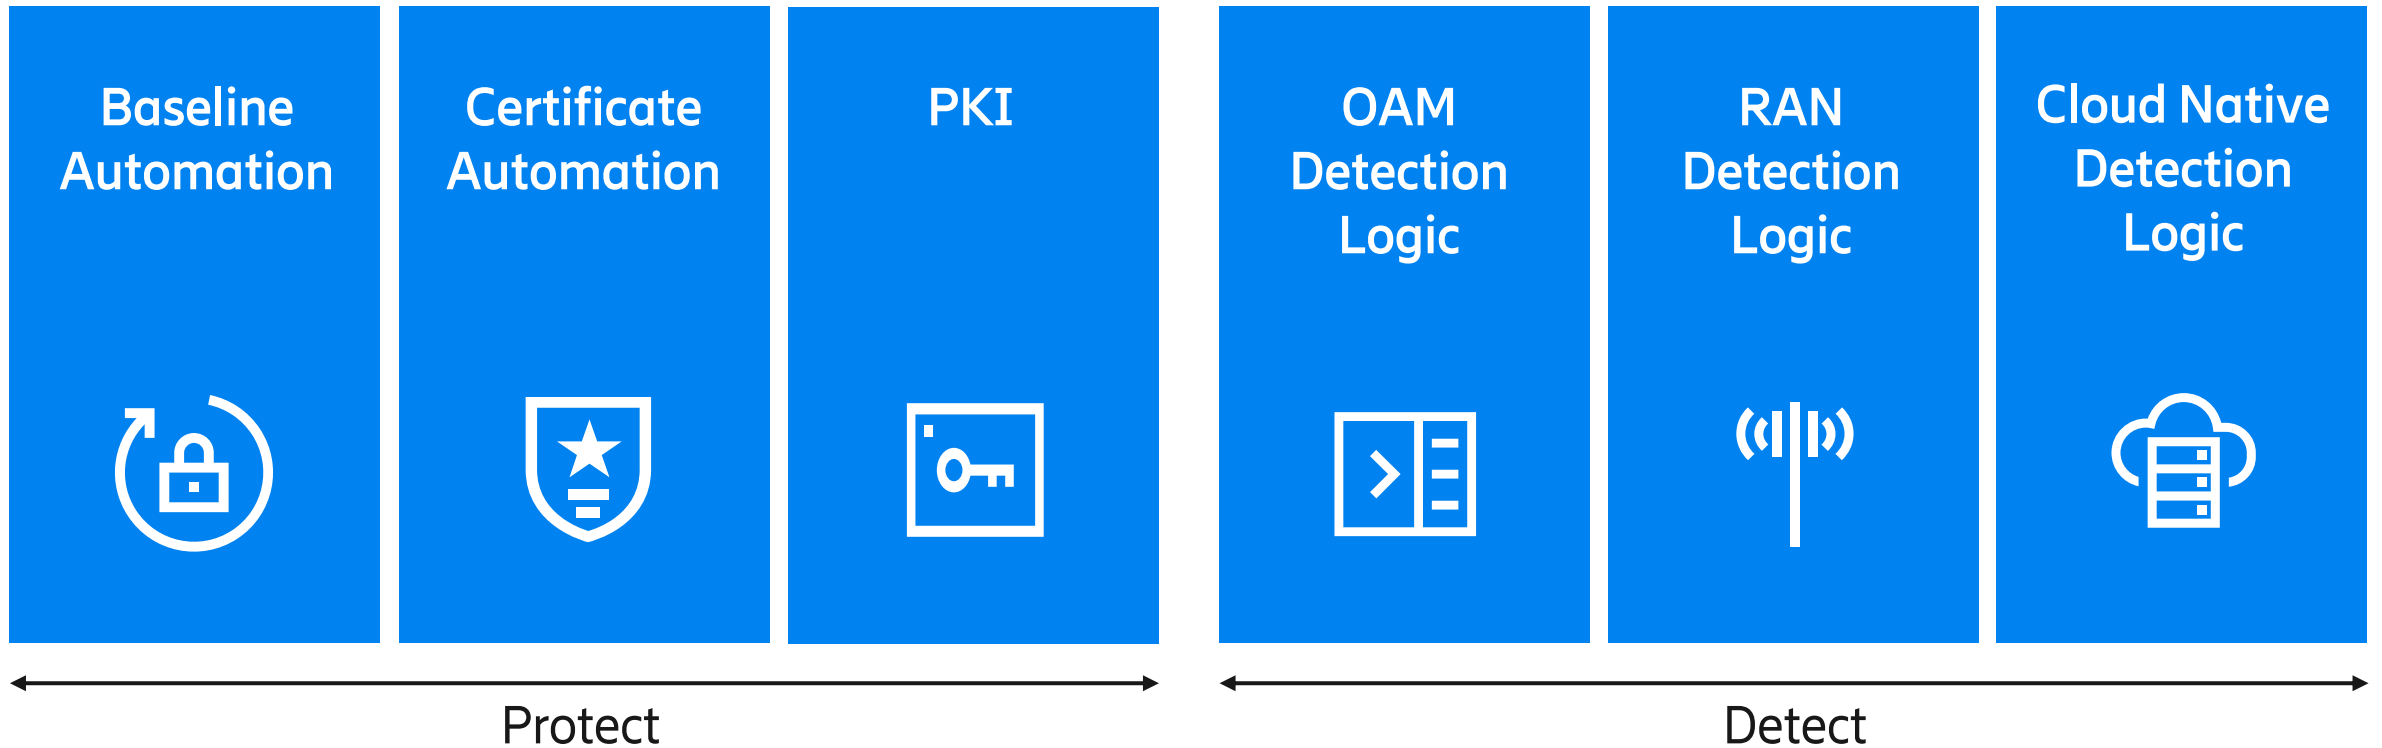 Baseline
Automation
Certificate
Automation
PKI
OAM
Detection
Logic
RAN
Detection
Logic
Cloud Native
Detection
Logic
Protect
Detect